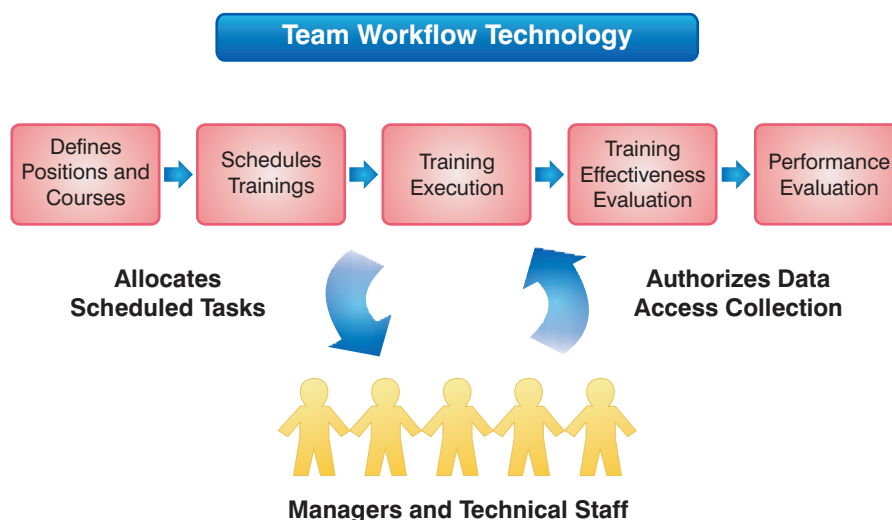 Team Workflow Technology
Defines
Positions and
Courses
Schedules
Trainings
Training
Execution
Training
Effectiveness
Evaluation
Performance
Evaluation
Allocates
Scheduled Tasks
Authorizes Data
Access Collection
Managers and Technical Staff